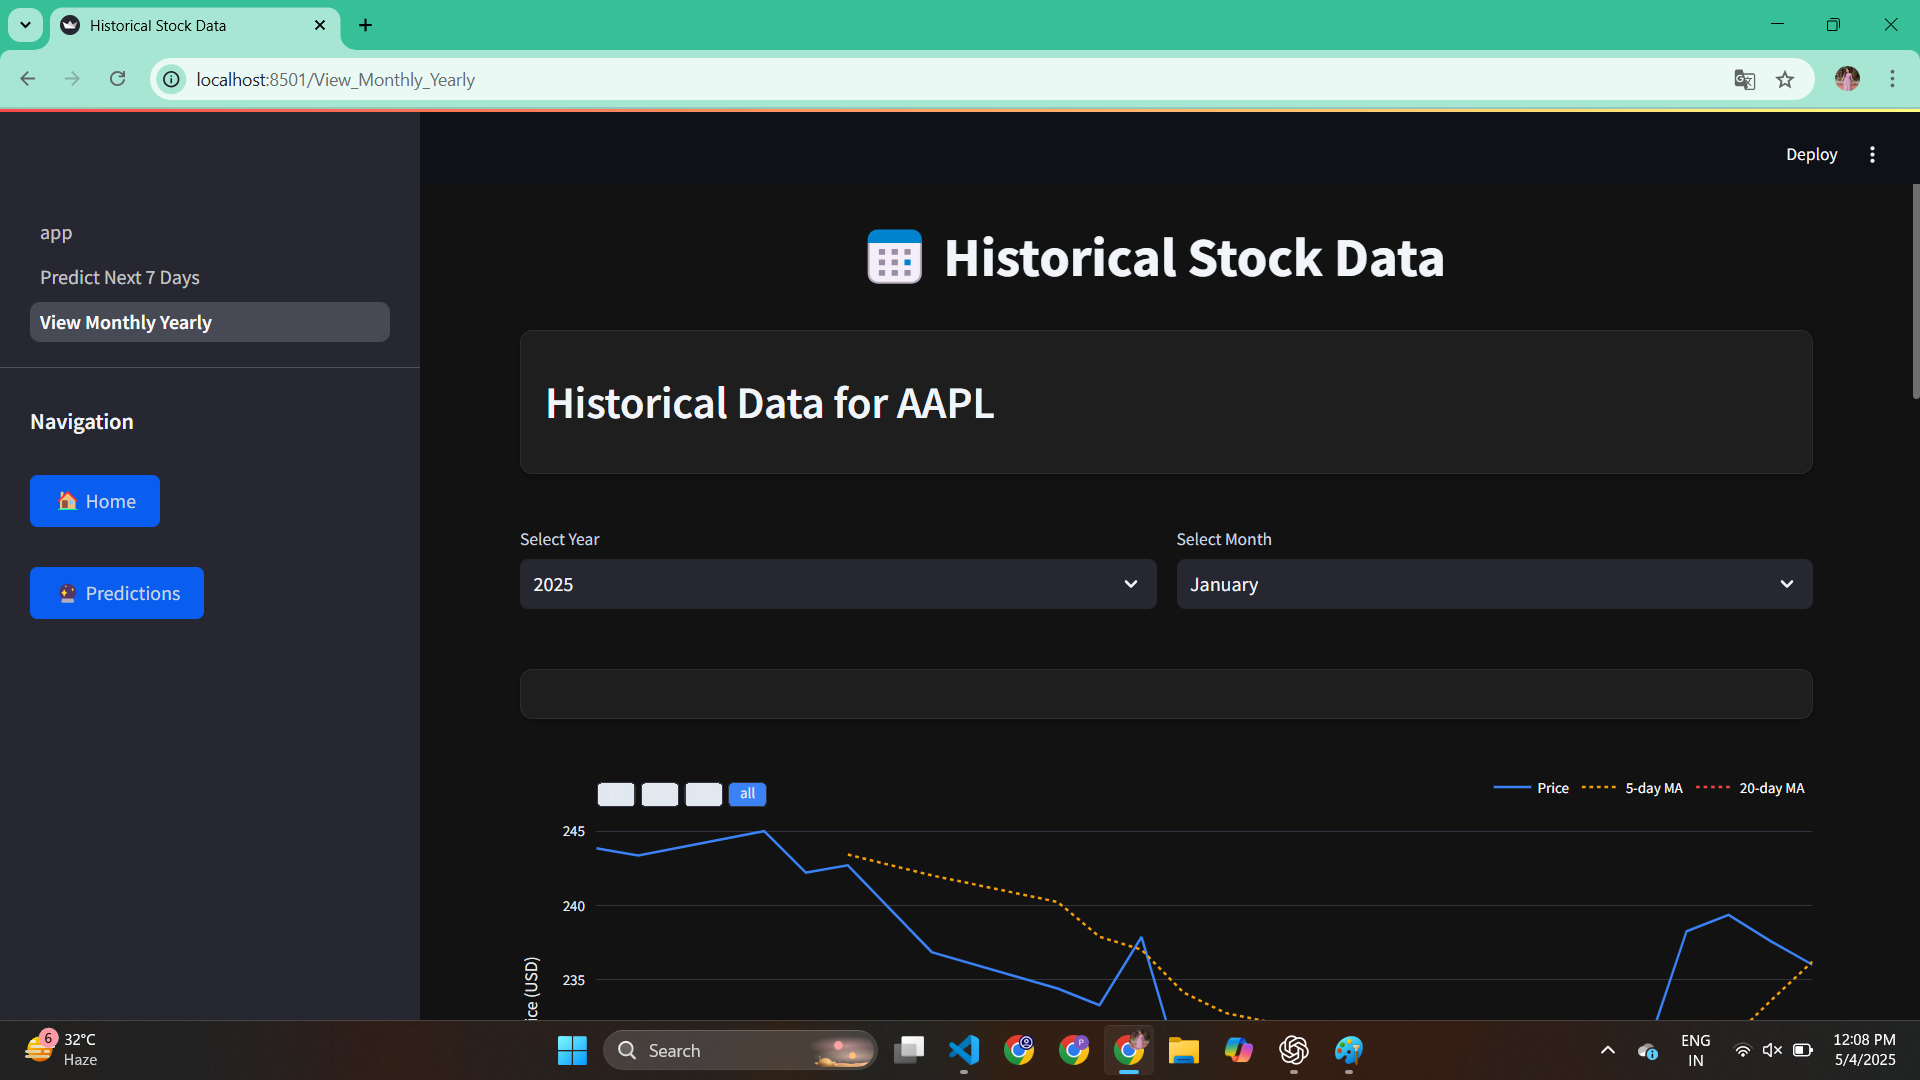 Historical Stock Data
localhost:8501/View_Monthly_Yearly
Deploy
app
Predict Next 7 Days
View Monthly Yearly
Navigation
Home
Predictions
Historical Stock Data
Historical Data for AAPL
Select Year
Select Month
2025
January
all
Price
5-day MA
20-day MA
245
240
235
ice (USD)
6
32°C
Haze
Search
ENG
IN
12:08 PM
5/4/2025